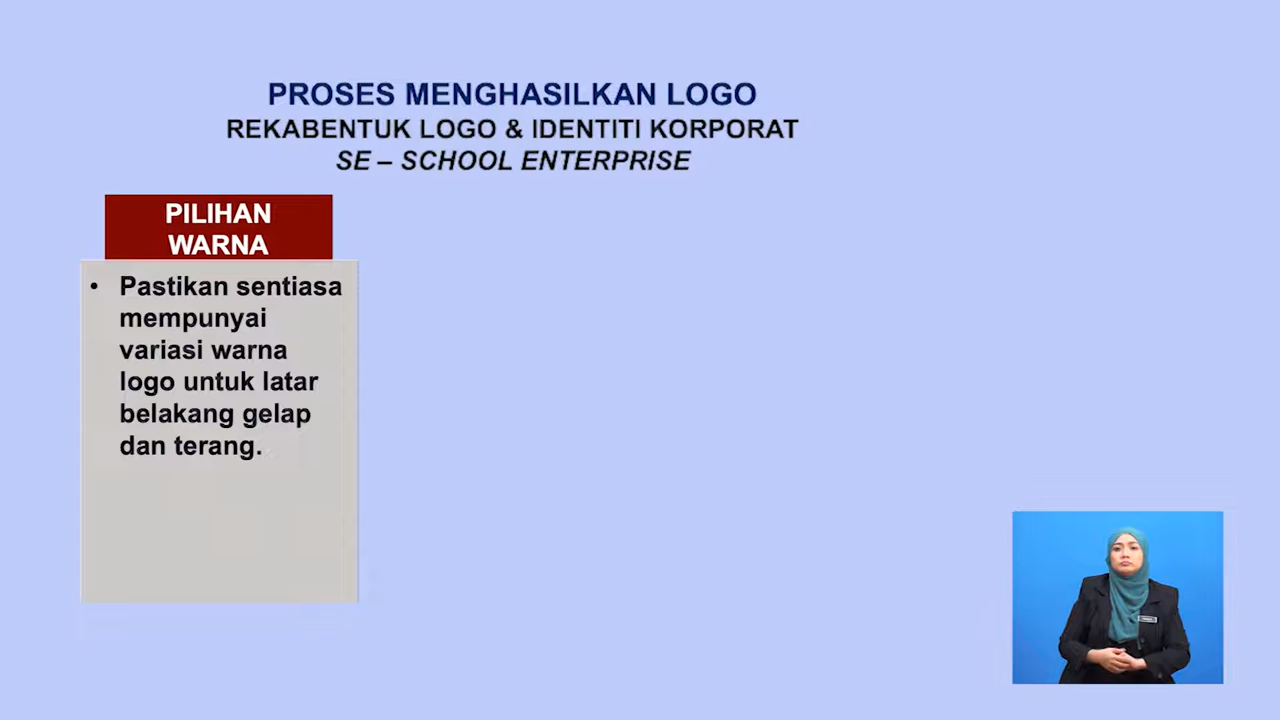 PROSES MENGHASILKAN LOGO
REKABENTUK LOGO & IDENTITI KORPORAT
SE – SCHOOL ENTERPRISE
PILIHAN
WARNA
• Pastikan sentiasa
mempunyai
variasi warna
logo untuk latar
belakang gelap
dan terang.